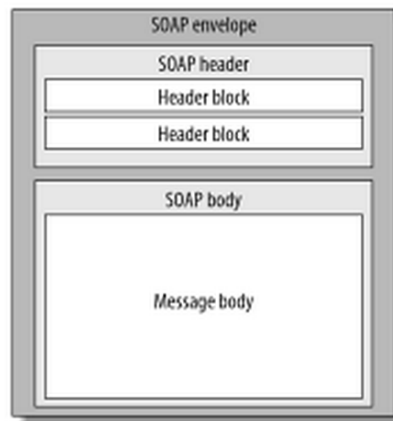 SOAP envelope
SOAP header
Header block
Header block
SOAP body
Message body